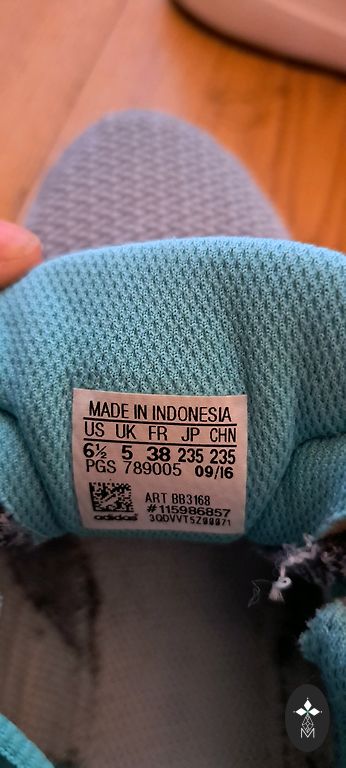 MADE IN INDONESIA
US UK FR JP CHN
6½ 5 38 235 235
PGS 789005 09/16
ART BB3168
#115986857
adidas 3QDVVT5Z00071
M